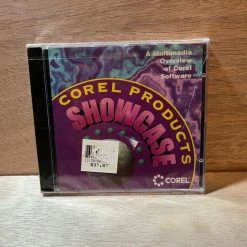 A Multimedia
Overview
of Corel
Software
COREL PRODUCTS
SHOWCASE
COREL